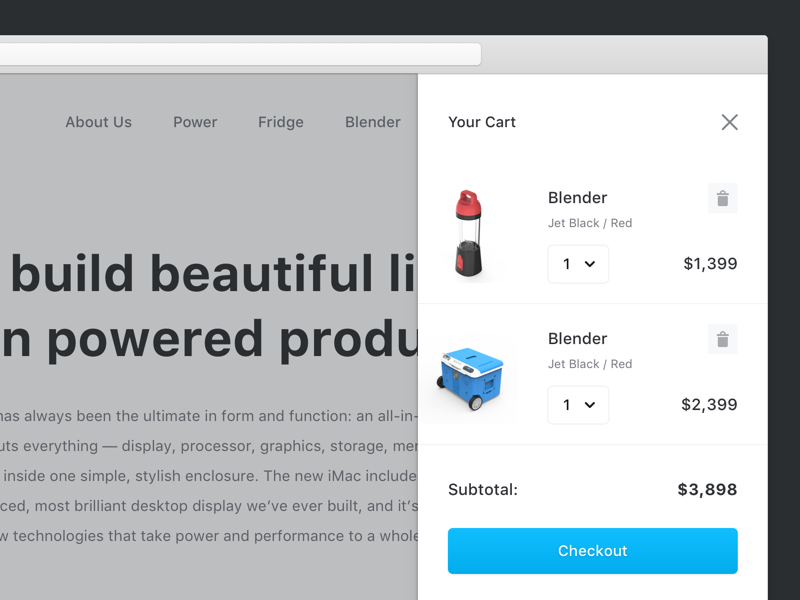 About Us Power Fridge Blender
build beautiful li
n powered produ
has always been the ultimate in form and function: an all-in-
uts everything — display, processor, graphics, storage, mer
inside one simple, stylish enclosure. The new iMac include
ced, most brilliant desktop display we've ever built, and it's
w technologies that take power and performance to a whole
Your Cart
Blender
Jet Black / Red
1 $1,399
Blender
Jet Black / Red
1 $2,399
Subtotal: $3,898
Checkout